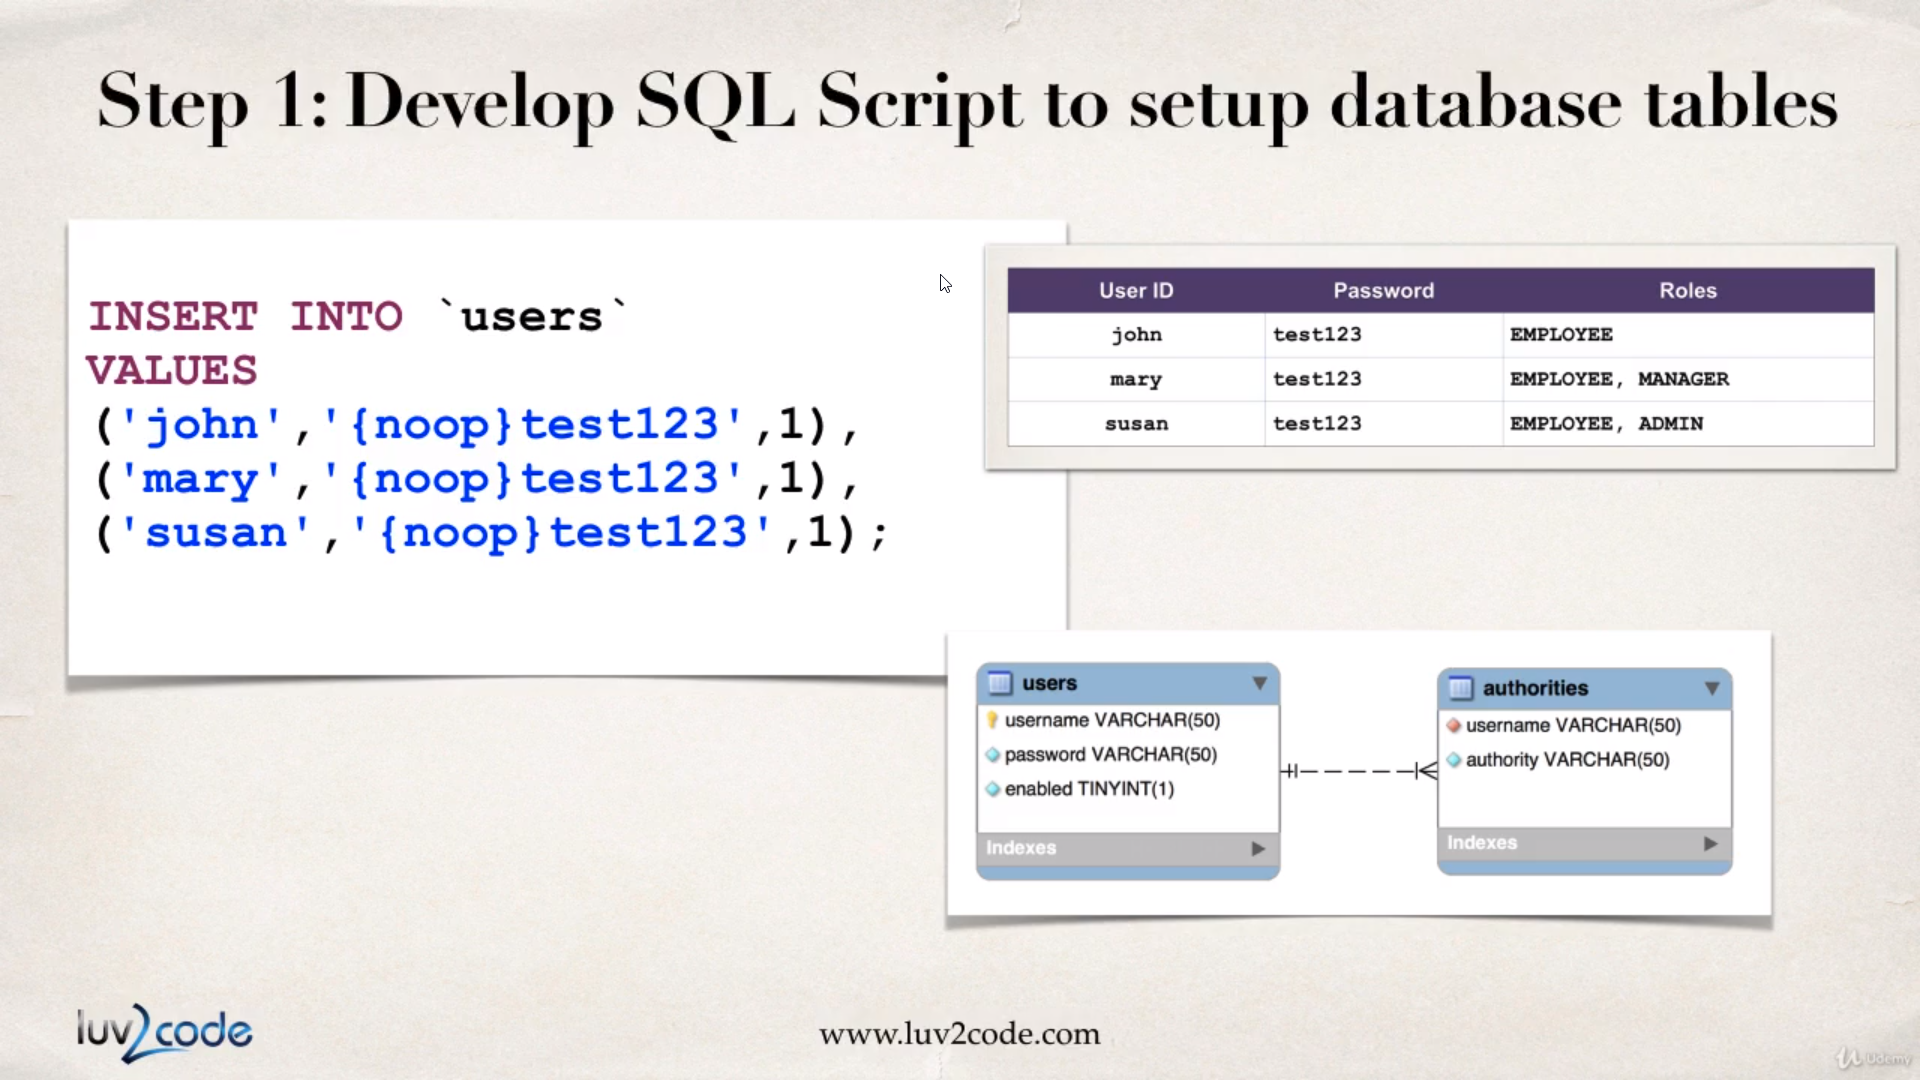 Step 1: Develop SQL Script to setup database tables
INSERT INTO `users`
VALUES
('john','{noop}test123',1),
('mary','{noop}test123',1),
('susan','{noop}test123',1);
User ID Password Roles
john test123 EMPLOYEE
mary test123 EMPLOYEE, MANAGER
susan test123 EMPLOYEE, ADMIN
users
username VARCHAR(50)
password VARCHAR(50)
enabled TINYINT(1)
Indexes
authorities
username VARCHAR(50)
authority VARCHAR(50)
Indexes
luv2code
www.luv2code.com
Udemy